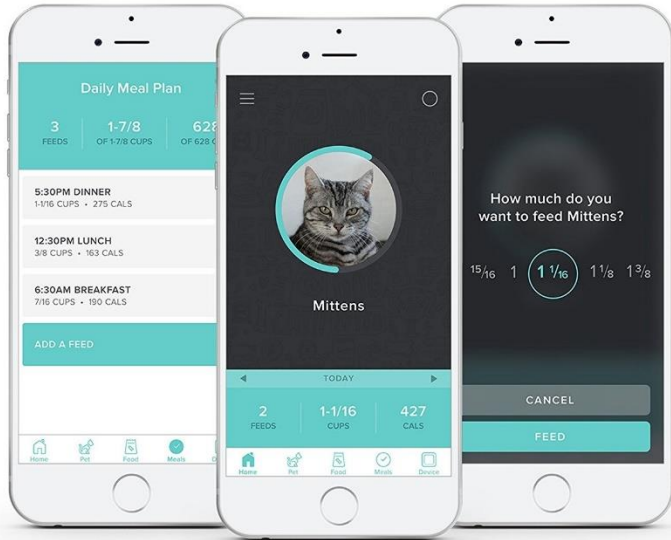 Daily Meal Plan
3
FEEDS
1-7/8
OF 1-7/8 CUPS
628
OF 628
5:30PM DINNER
1-1/16 CUPS • 275 CALS
12:30PM LUNCH
3/8 CUPS • 163 CALS
6:30AM BREAKFAST
7/16 CUPS • 190 CALS
ADD A FEED
Home Pet Food Meals
Mittens
TODAY
2
FEEDS
1-1/16
CUPS
427
CALS
Home Pet Food Meals Device
How much do you
want to feed Mittens?
15/16 1 1 1/16 1 1/8 1 3/8
CANCEL
FEED